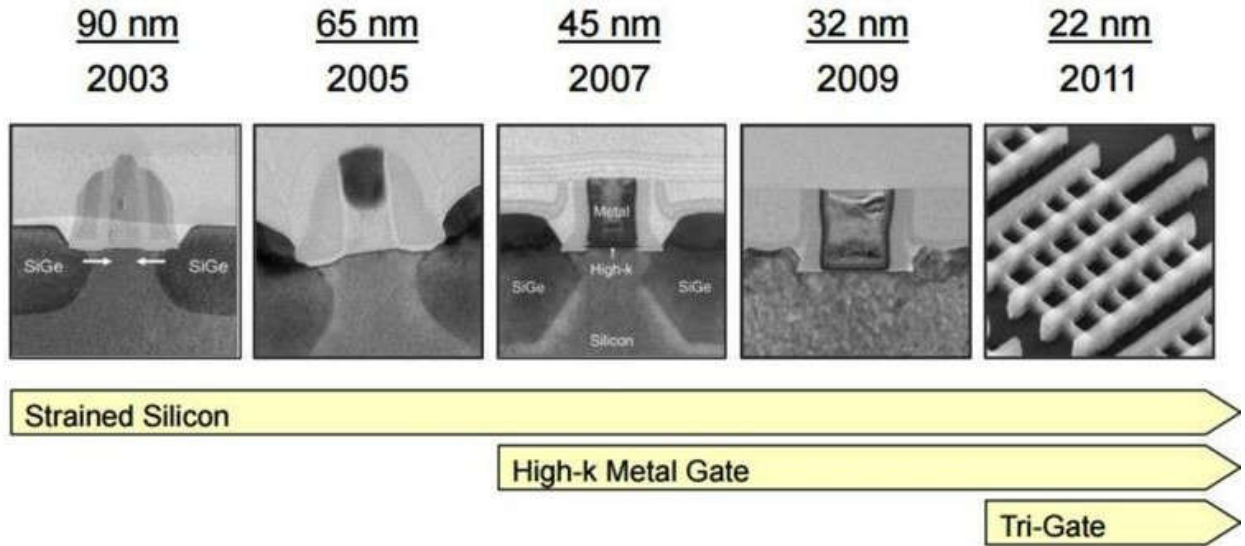 90 nm
65 nm
45 nm
32 nm
22 nm
2003
2005
2007
2009
2011
SiGe
SiGe
Metal
High-k
SiGe
SiGe
Silicon
Strained Silicon
High-k Metal Gate
Tri-Gate